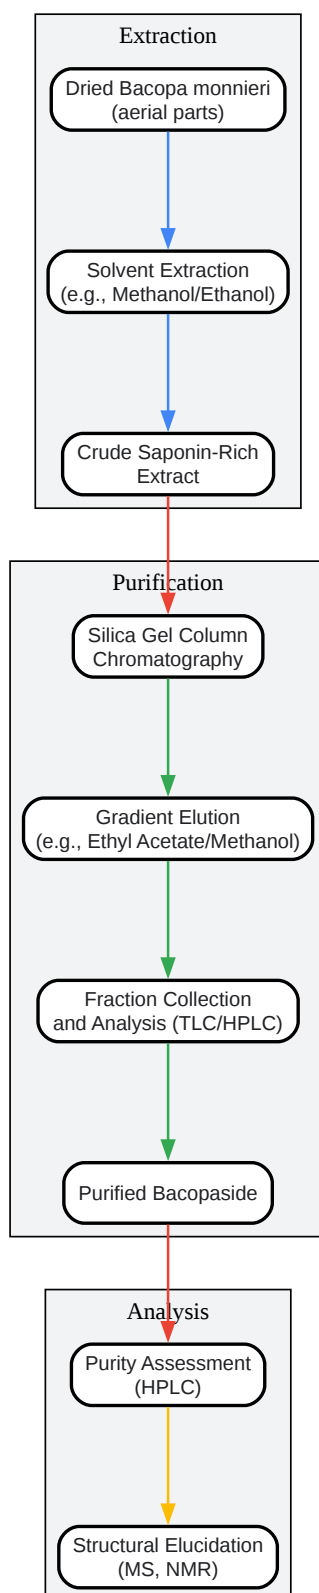 Extraction
Dried Bacopa monnieri
(aerial parts)
Solvent Extraction
(e.g., Methanol/Ethanol)
Crude Saponin-Rich
Extract
Purification
Silica Gel Column
Chromatography
Gradient Elution
(e.g., Ethyl Acetate/Methanol)
Fraction Collection
and Analysis (TLC/HPLC)
Purified Bacopaside
Analysis
Purity Assessment
(HPLC)
Structural Elucidation
(MS, NMR)